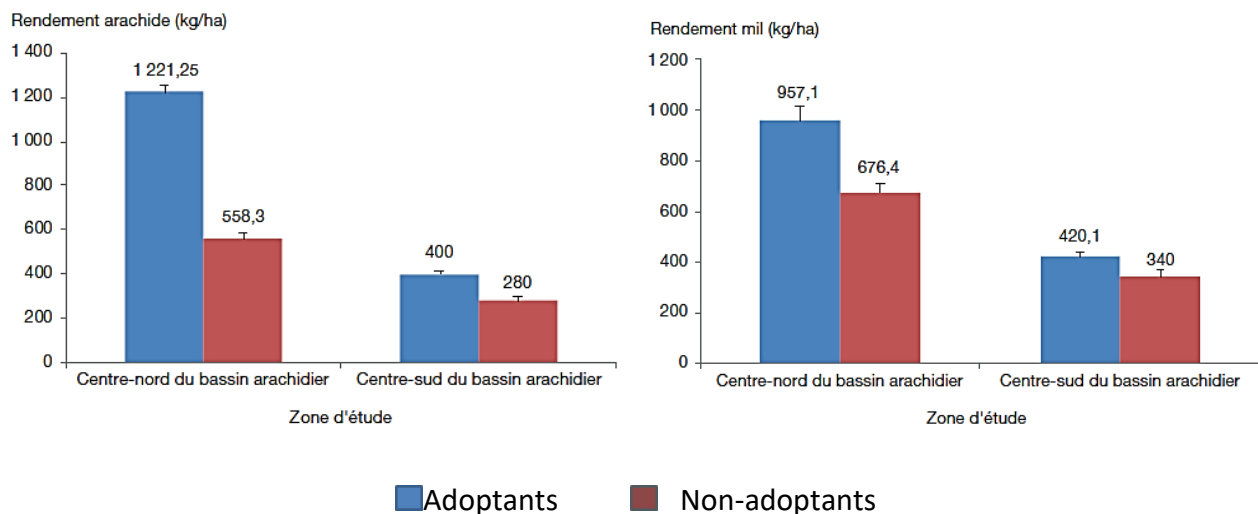 Rendement arachide (kg/ha)
1 400
1 200
1 000
800
600
400
200
0
1 221,25
558,3
400
280
Centre-nord du bassin arachidier
Centre-sud du bassin arachidier
Zone d'étude
Rendement mil (kg/ha)
1 200
1 000
800
600
400
200
0
957,1
676,4
420,1
340
Centre-nord du bassin arachidier
Centre-sud du bassin arachidier
Zone d'étude
Adoptants
Non-adoptants